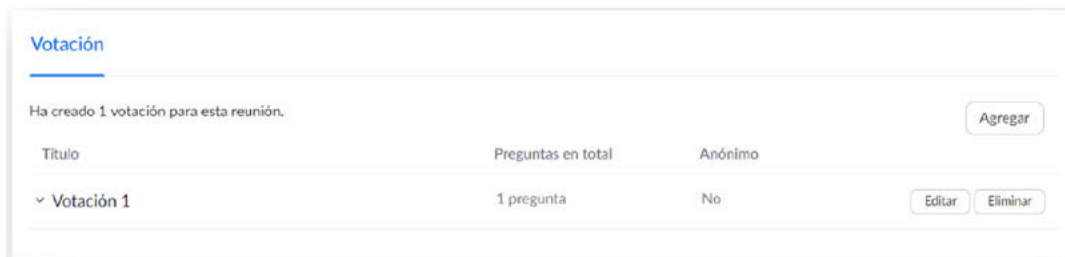 Votación
Ha creado 1 votación para esta reunión.
Agregar
Título Preguntas en total Anónimo
Votación 1 1 pregunta No Editar Eliminar